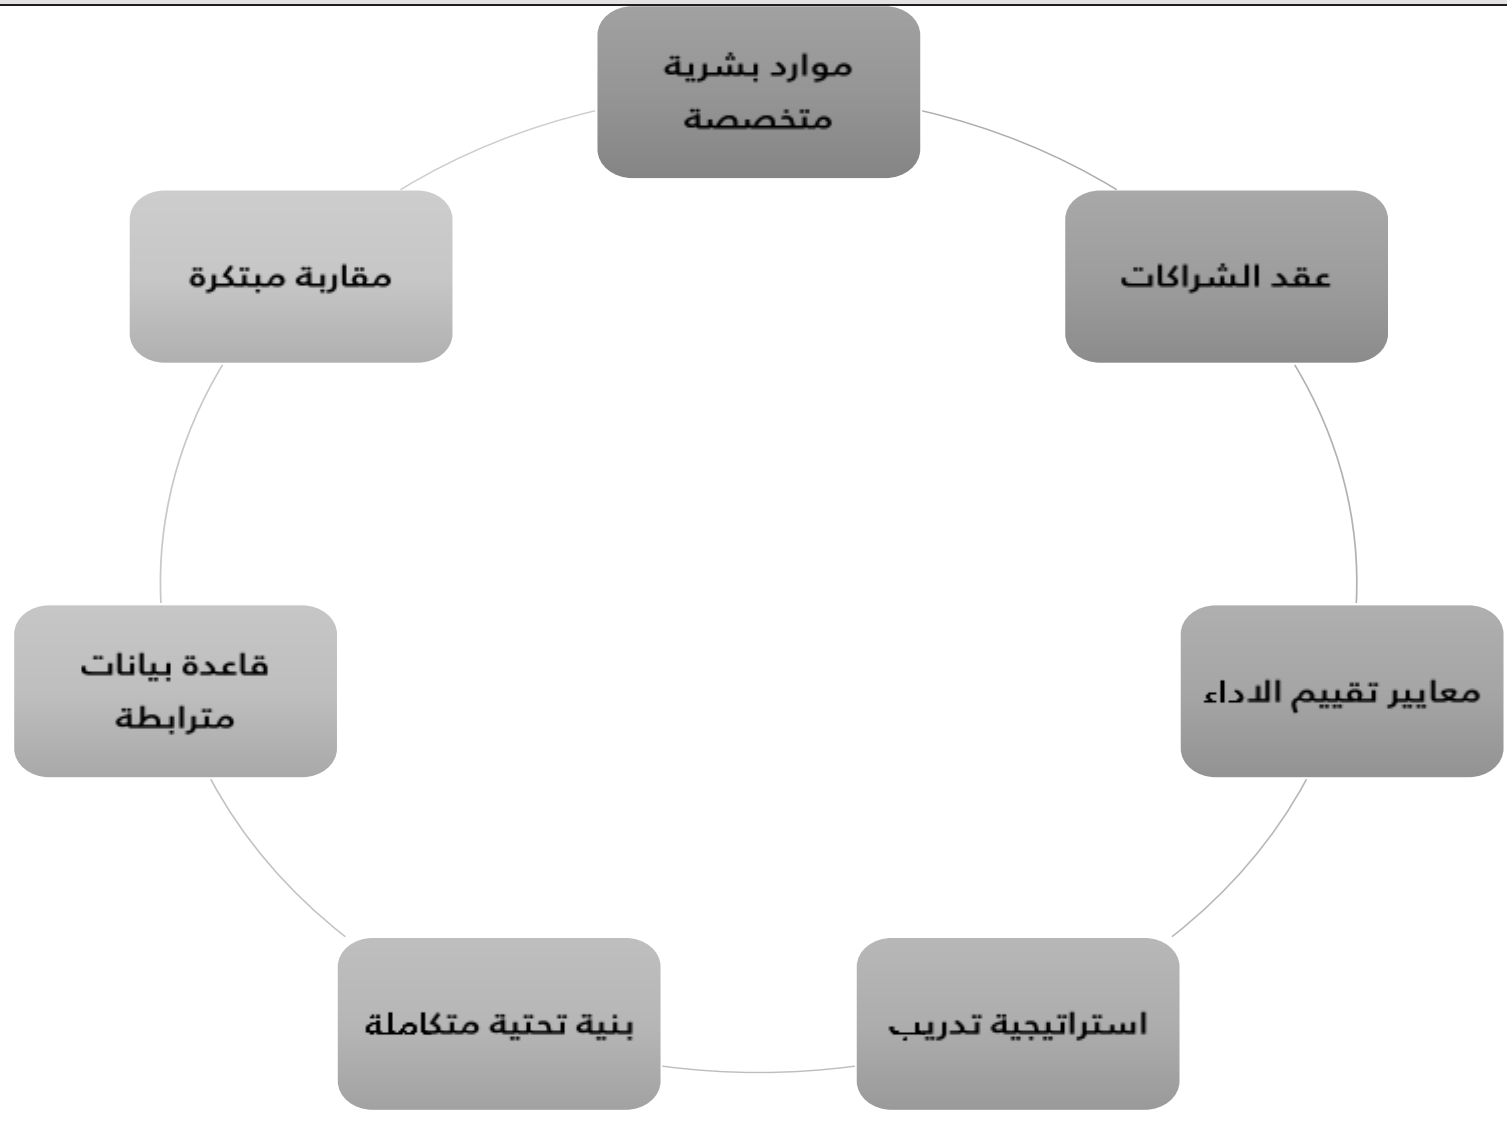 موارد بشرية
متخصصة
عقد الشراكات
معايير تقييم الاداء
استراتيجية تدريب
بنية تحتية متكاملة
قاعدة بيانات
مترابطة
مقاربة مبتكرة